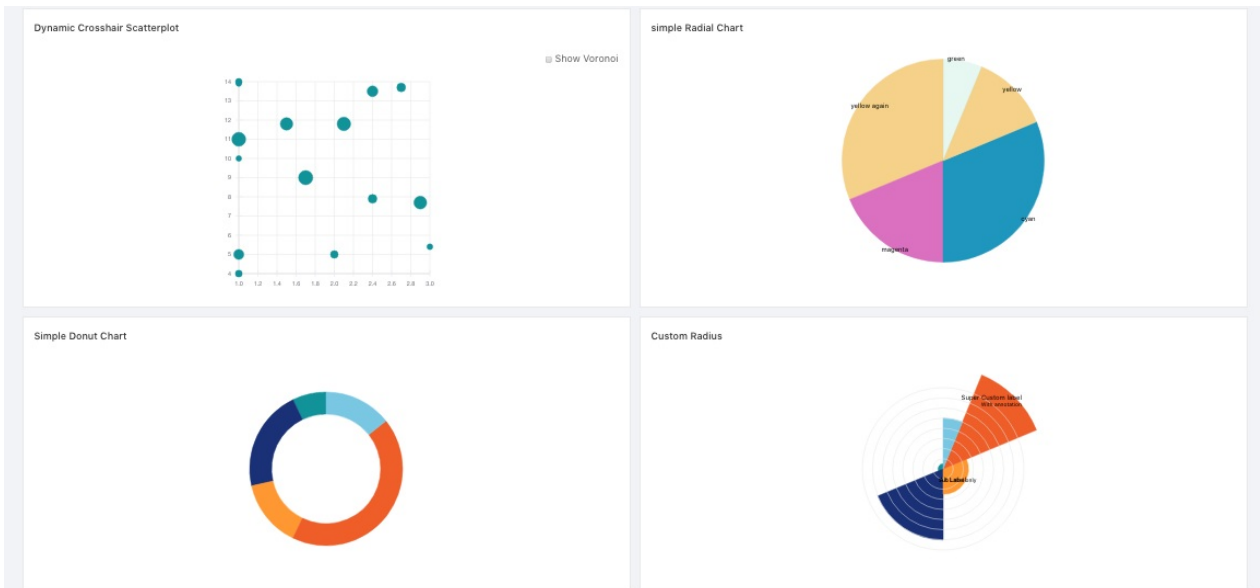 Dynamic Crosshair Scatterplot
Show Voronoi
14
13
12
11
10
9
8
7
6
5
4
1.0 1.2 1.4 1.6 1.8 2.0 2.2 2.4 2.6 2.8 3.0
simple Radial Chart
green
yellow
yellow again
cyan
magenta
Simple Donut Chart
Custom Radius
Super Custom label
With annotation